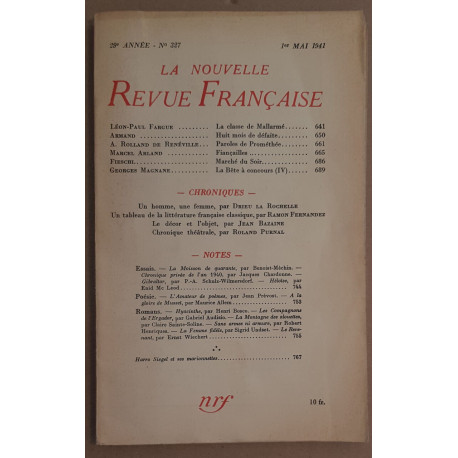 29e ANNÉE - No 327 1er MAI 1941
LA NOUVELLE
REVUE FRANÇAISE
LÉON-PAUL FARGUE .......... La classe de Mallarmé....... 641
ARMAND .......... Huit mois de défaite....... 650
A. ROLLAND DE RENÉVILLE... Paroles de Prométhée....... 661
MARCEL ARLAND .......... Fiançailles .......... 665
FIESCHI.......... Marché du Soir.......... 686
GEORGES MAGNANE.......... La Bête à concours (IV)....... 689
— CHRONIQUES —
Un homme, une femme, par DRIEU LA ROCHELLE
Un tableau de la littérature française classique, par RAMON FERNANDEZ
Le décor et l'objet, par JEAN BAZAINE
Chronique théâtrale, par ROLAND PURNAL
— NOTES —
Essais. — La Moisson de quarante, par Benoist-Méchin. —
Chronique privée de l'an 1940, par Jacques Chardonne. —
Gibraltar, par P.-A. Schulz-Wilmersdorf. — Héloïse, par
Enid Mc Leod .......... 744
Poésie. — L'Amateur de poèmes, par Jean Prévost. — A la
gloire de Musset, par Maurice Allem.......... 753
Romans. — Hyacinthe, par Henri Bosco. — Les Compagnons
de l'Ergador, par Gabriel Audisio. — La Montagne des alouettes,
par Claire Sainte-Soline. — Sans armes ni armure, par Robert
Henriques. — La Femme fidèle, par Sigrid Undset. — Le Reve-
nant, par Ernst Wiechert .......... 755
Harro Siegel et ses marionnettes.......... 767
nrf
10 fr.